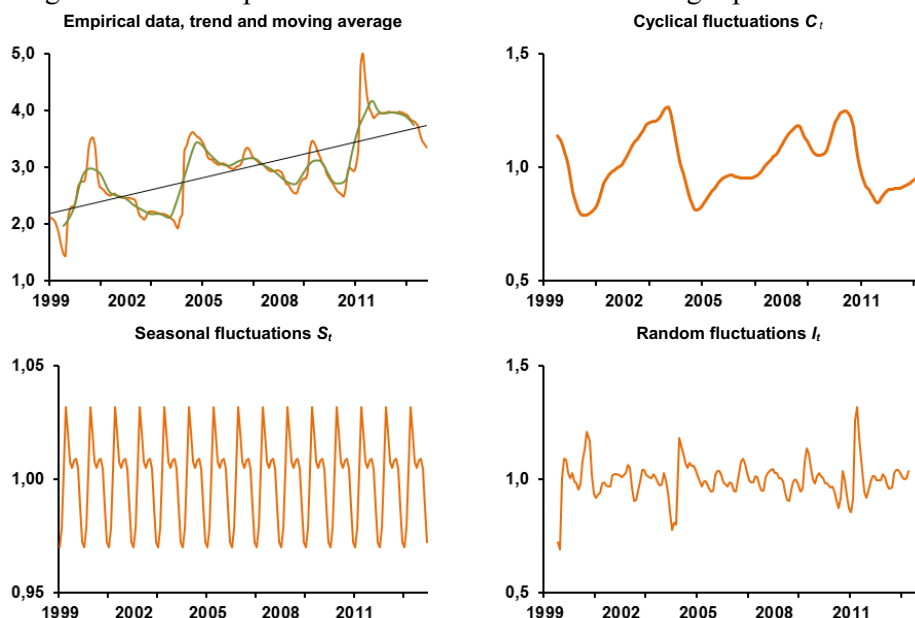 Empirical data, trend and moving average
5,0
4,0
3,0
2,0
1,0
1999 2002 2005 2008 2011
Cyclical fluctuations C t
1,5
1,0
0,5
1999 2002 2005 2008 2011
Seasonal fluctuations St
1,05
1,00
0,95
1999 2002 2005 2008 2011
Random fluctuations It
1,5
1,0
0,5
1999 2002 2005 2008 2011